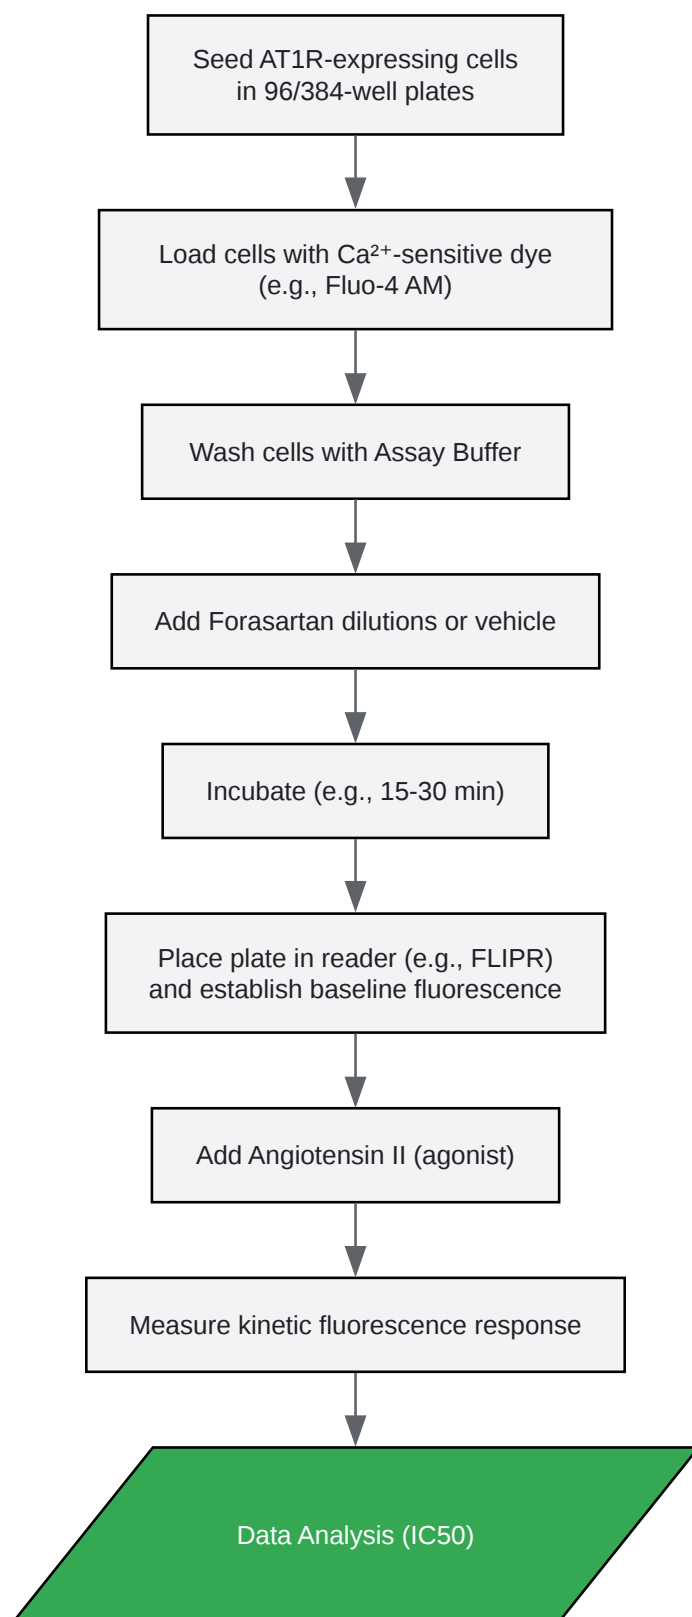 Seed AT1R-expressing cells
in 96/384-well plates
Load cells with Ca²⁺-sensitive dye
(e.g., Fluo-4 AM)
Wash cells with Assay Buffer
Add Forasartan dilutions or vehicle
Incubate (e.g., 15-30 min)
Place plate in reader (e.g., FLIPR)
and establish baseline fluorescence
Add Angiotensin II (agonist)
Measure kinetic fluorescence response
Data Analysis (IC50)